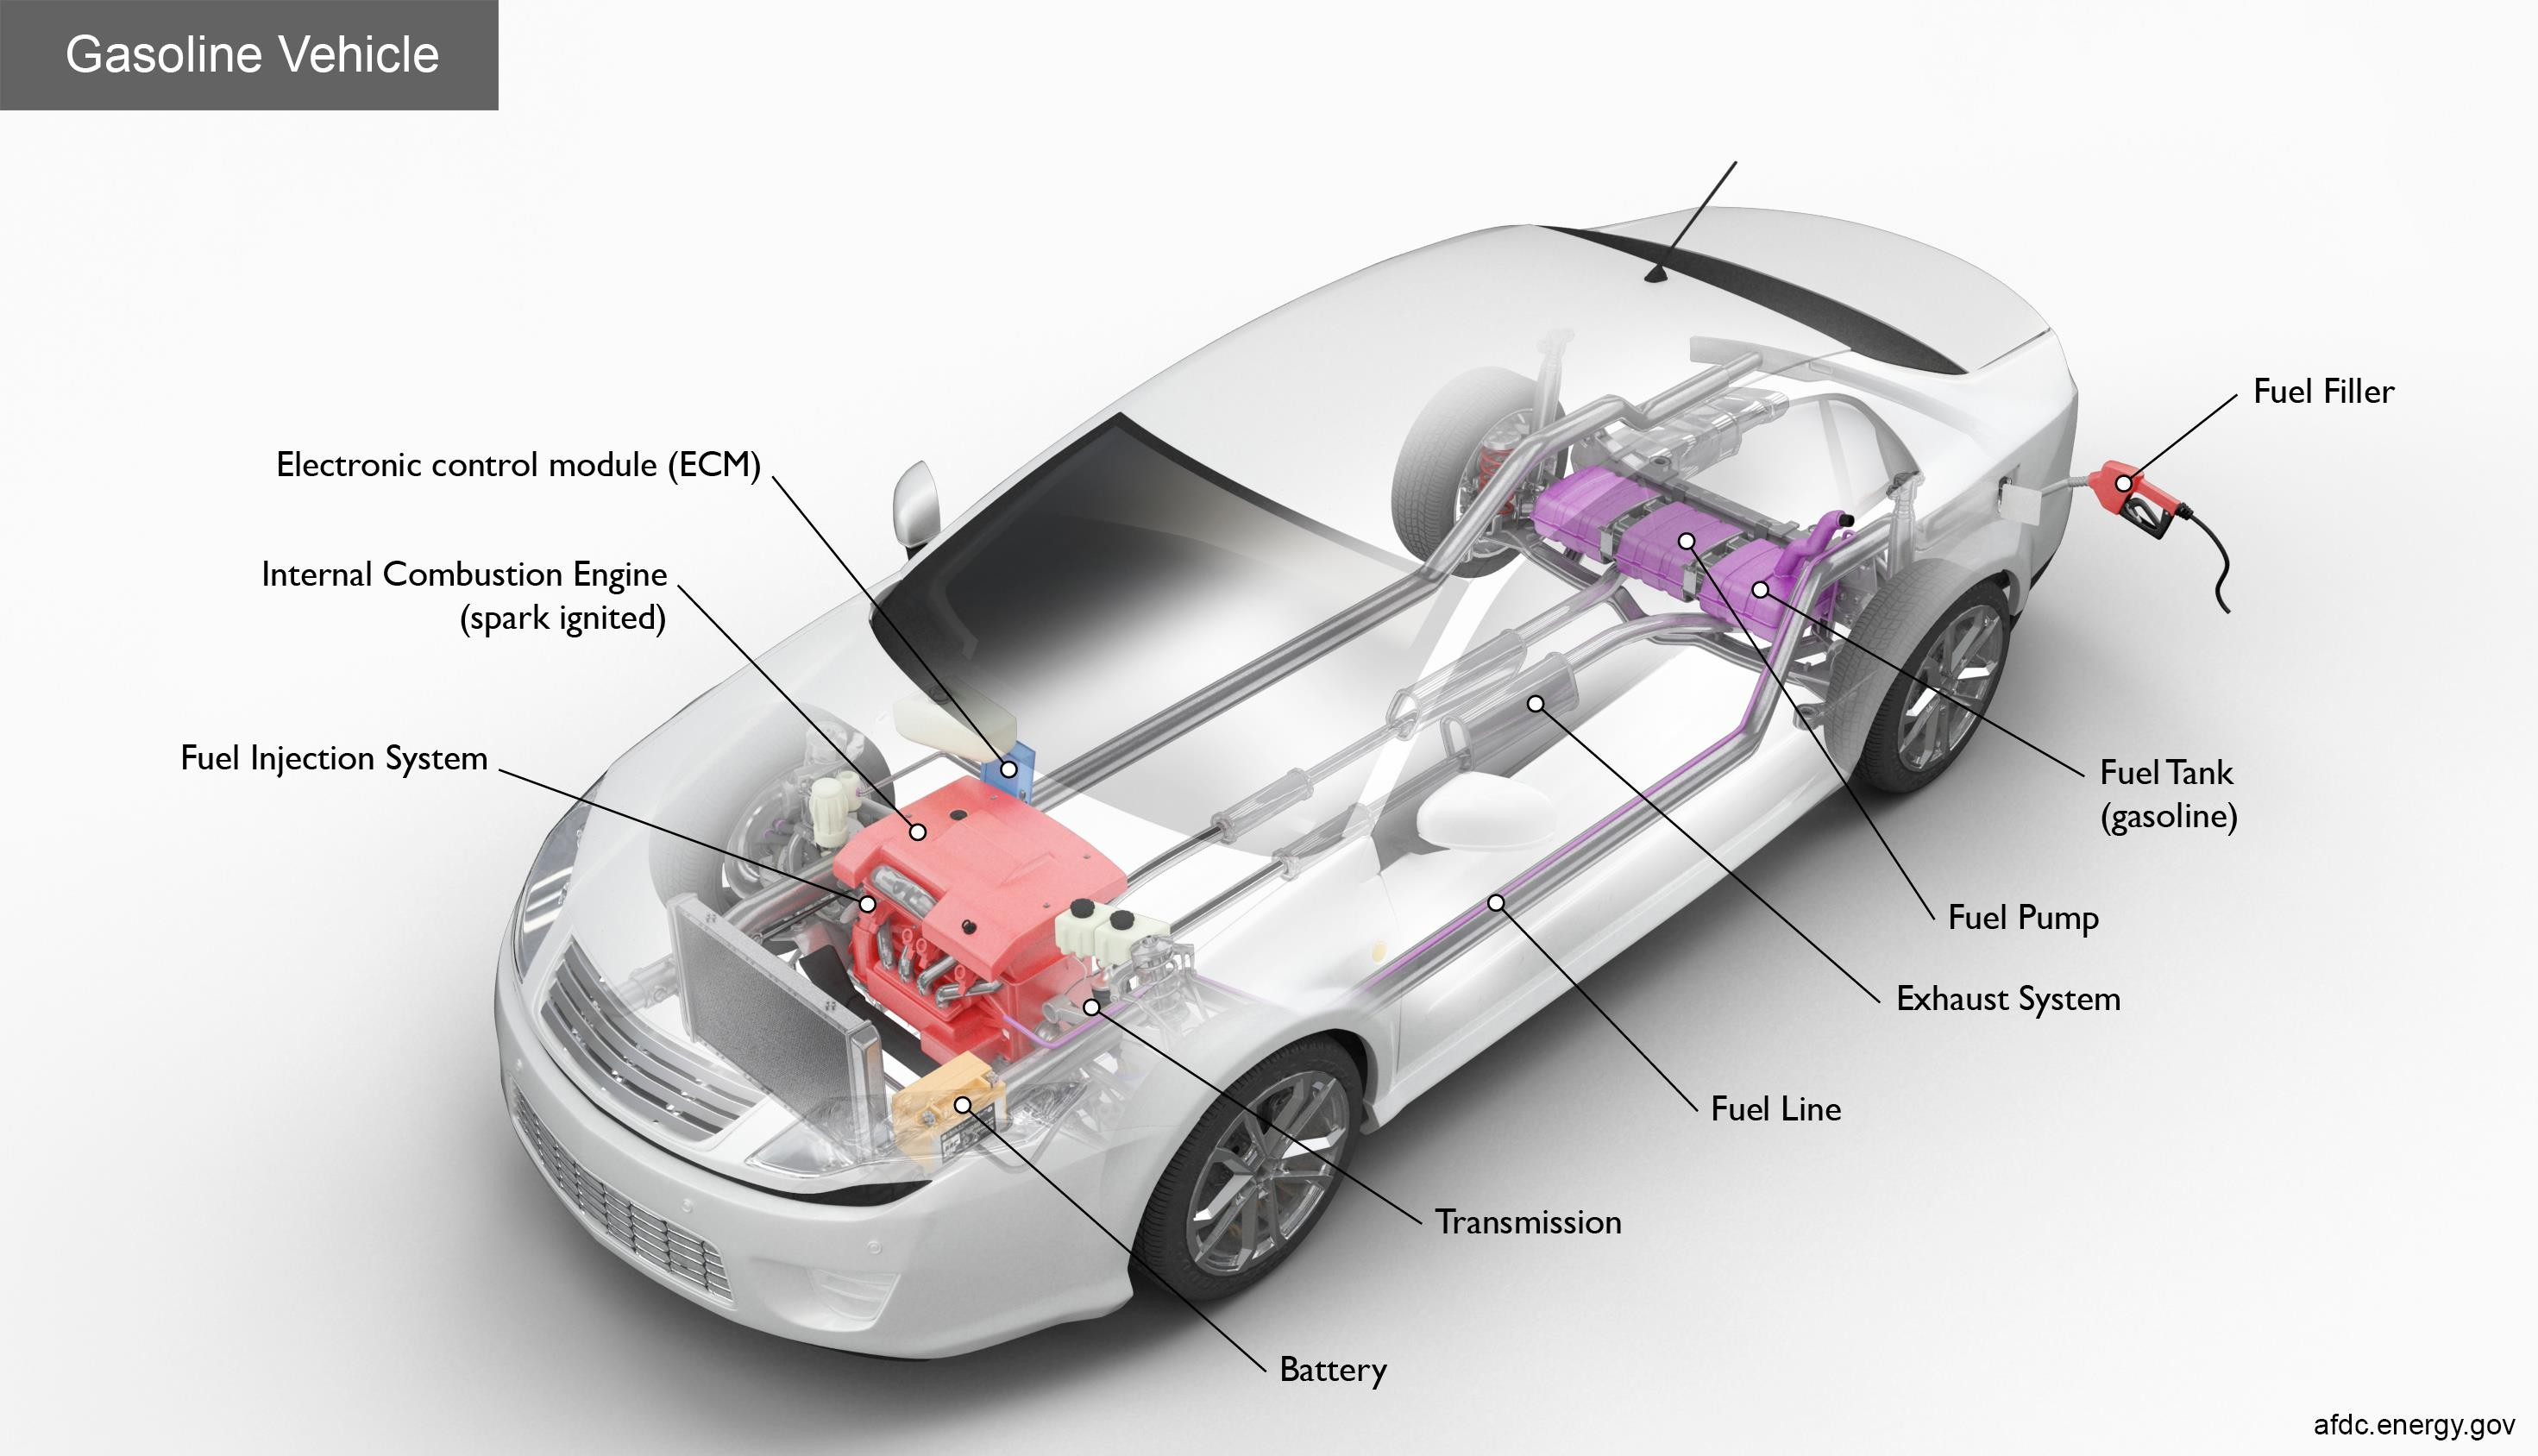 Gasoline Vehicle
Fuel Filler
Electronic control module (ECM)
Internal Combustion Engine
(spark ignited)
Fuel Injection System
Fuel Tank
(gasoline)
Fuel Pump
Exhaust System
Fuel Line
Transmission
Battery
afdc.energy.gov